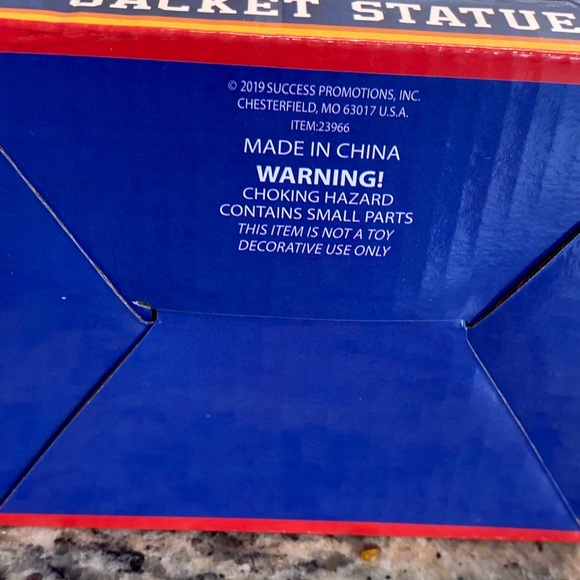 JACKET STATUE
© 2019 SUCCESS PROMOTIONS, INC.
CHESTERFIELD, MO 63017 U.S.A.
ITEM:23966
MADE IN CHINA
WARNING!
CHOKING HAZARD
CONTAINS SMALL PARTS
THIS ITEM IS NOT A TOY
DECORATIVE USE ONLY